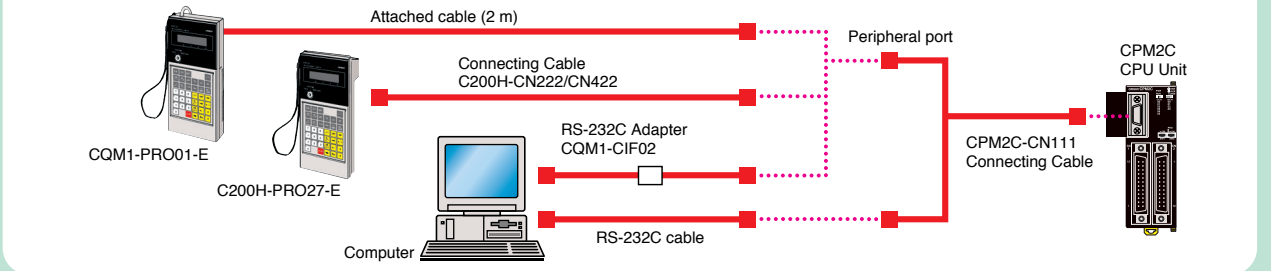 Attached cable (2 m)
Connecting Cable
C200H-CN222/CN422
RS-232C Adapter
CQM1-CIF02
RS-232C cable
CQM1-PRO01-E
C200H-PRO27-E
Computer
Peripheral port
CPM2C-CN111
Connecting Cable
CPM2C
CPU Unit